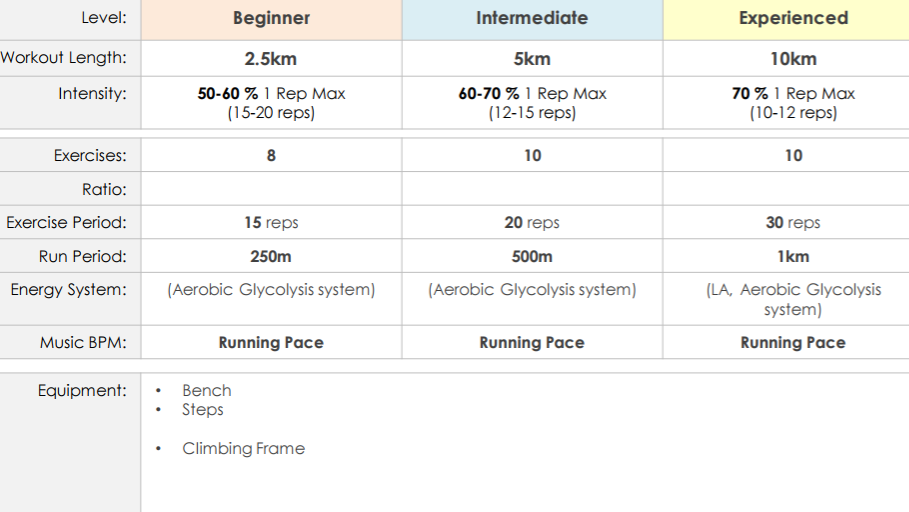 Level: Beginner Intermediate Experienced
Workout Length: 2.5km 5km 10km
Intensity: 50-60 % 1 Rep Max 60-70 % 1 Rep Max 70 % 1 Rep Max
(15-20 reps) (12-15 reps) (10-12 reps)
Exercises: 8 10 10
Ratio:
Exercise Period: 15 reps 20 reps 30 reps
Run Period: 250m 500m 1km
Energy System: (Aerobic Glycolysis system) (Aerobic Glycolysis system) (LA, Aerobic Glycolysis
system)
Music BPM: Running Pace Running Pace Running Pace
Equipment: • Bench
• Steps
• Climbing Frame